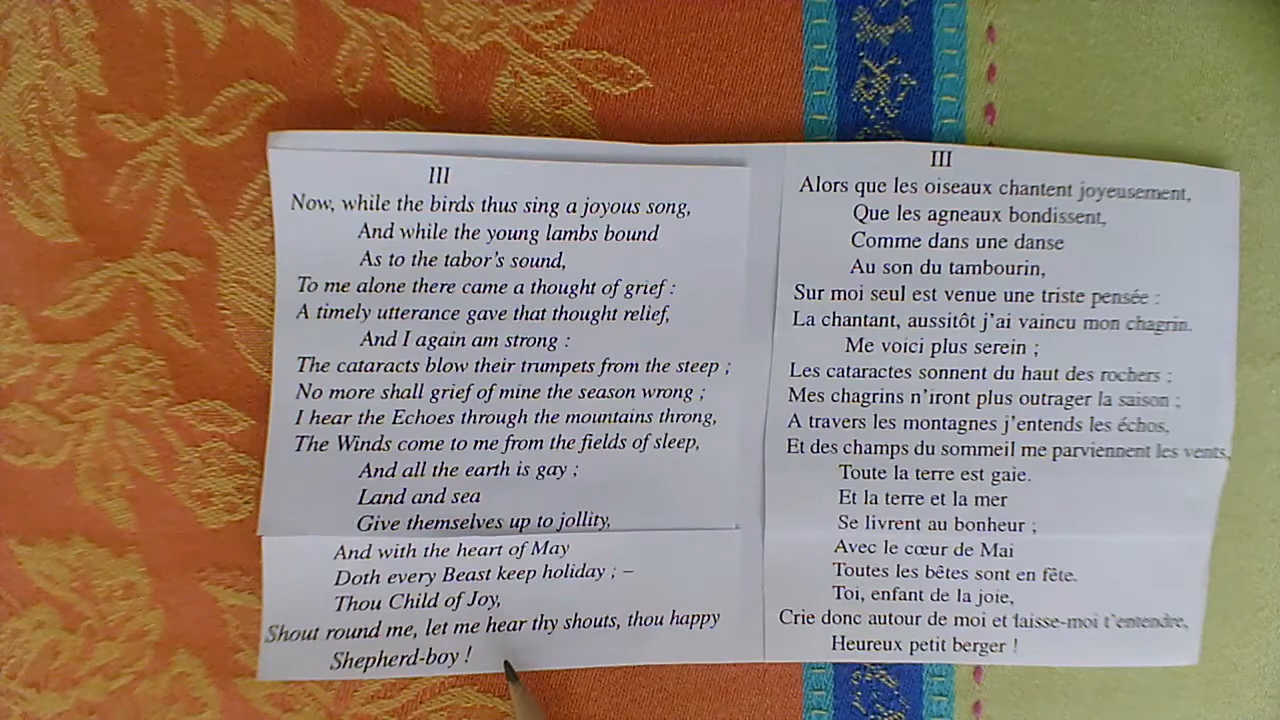 III
Now, while the birds thus sing a joyous song,
And while the young lambs bound
As to the tabor's sound,
To me alone there came a thought of grief :
A timely utterance gave that thought relief,
And I again am strong :
The cataracts blow their trumpets from the steep ;
No more shall grief of mine the season wrong ;
I hear the Echoes through the mountains throng,
The Winds come to me from the fields of sleep,
And all the earth is gay ;
Land and sea
Give themselves up to jollity,
And with the heart of May
Doth every Beast keep holiday ; –
Thou Child of Joy,
Shout round me, let me hear thy shouts, thou happy
Shepherd-boy !
III
Alors que les oiseaux chantent joyeusement,
Que les agneaux bondissent,
Comme dans une danse
Au son du tambourin,
Sur moi seul est venue une triste pensée :
La chantant, aussitôt j'ai vaincu mon chagrin.
Me voici plus serein ;
Les cataractes sonnent du haut des rochers ;
Mes chagrins n'iront plus outrager la saison ;
A travers les montagnes j'entends les échos,
Et des champs du sommeil me parviennent les vents,
Toute la terre est gaie.
Et la terre et la mer
Se livrent au bonheur ;
Avec le cœur de Mai
Toutes les bêtes sont en fête.
Toi, enfant de la joie,
Crie donc autour de moi et laisse-moi t'entendre,
Heureux petit berger !